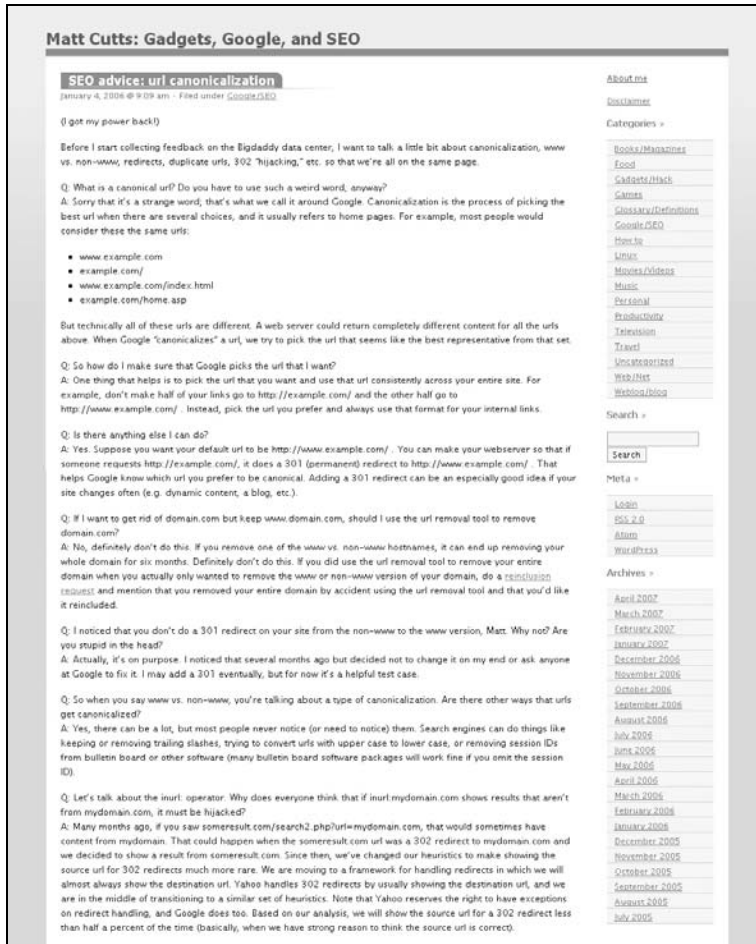 Matt Cutts: Gadgets, Google, and SEO
SEO advice: url canonicalization
January 4, 2006 @ 9:09 am - Filed under Google/SEO
(I got my power back!)
Before I start collecting feedback on the Bigdaddy data center, I want to talk a little bit about canonicalization, www
vs. non-www, redirects, duplicate urls, 302 "hijacking," etc. so that we're all on the same page.
Q: What is a canonical url? Do you have to use such a weird word, anyway?
A: Sorry that it's a strange word; that's what we call it around Google. Canonicalization is the process of picking the
best url when there are several choices, and it usually refers to home pages. For example, most people would
consider these the same urls:
• www.example.com
• example.com/
• www.example.com/index.html
• example.com/home.asp
But technically all of these urls are different. A web server could return completely different content for all the urls
above. When Google "canonicalizes" a url, we try to pick the url that seems like the best representative from that set.
Q: So how do I make sure that Google picks the url that I want?
A: One thing that helps is to pick the url that you want and use that url consistently across your entire site. For
example, don't make half of your links go to http://example.com/ and the other half go to
http://www.example.com/ . Instead, pick the url you prefer and always use that format for your internal links.
Q: Is there anything else I can do?
A: Yes. Suppose you want your default url to be http://www.example.com/ . You can make your webserver so that if
someone requests http://example.com/, it does a 301 (permanent) redirect to http://www.example.com/ . That
helps Google know which url you prefer to be canonical. Adding a 301 redirect can be an especially good idea if your
site changes often (e.g. dynamic content, a blog, etc.).
Q: If I want to get rid of domain.com but keep www.domain.com, should I use the url removal tool to remove
domain.com?
A: No, definitely don't do this. If you remove one of the www vs. non-www hostnames, it can end up removing your
whole domain for six months. Definitely don't do this. If you did use the url removal tool to remove your entire
domain when you actually only wanted to remove the www or non-www version of your domain, do a reinclusion
request and mention that you removed your entire domain by accident using the url removal tool and that you'd like
it reincluded.
Q: I noticed that you don't do a 301 redirect on your site from the non-www to the www version, Matt. Why not? Are
you stupid in the head?
A: Actually, it's on purpose. I noticed that several months ago but decided not to change it on my end or ask anyone
at Google to fix it. I may add a 301 eventually, but for now it's a helpful test case.
Q: So when you say www vs. non-www, you're talking about a type of canonicalization. Are there other ways that urls
get canonicalized?
A: Yes, there can be a lot, but most people never notice (or need to notice) them. Search engines can do things like
keeping or removing trailing slashes, trying to convert urls with upper case to lower case, or removing session IDs
from bulletin board or other software (many bulletin board software packages will work fine if you omit the session
ID).
Q: Let's talk about the inurl: operator. Why does everyone think that if inurl:mydomain.com shows results that aren't
from mydomain.com, it must be hijacked?
A: Many months ago, if you saw someresult.com/search2.php?url=mydomain.com, that would sometimes have
content from mydomain. That could happen when the someresult.com url was a 302 redirect to mydomain.com and
we decided to show a result from someresult.com. Since then, we've changed our heuristics to make showing the
source url for 302 redirects much more rare. We are moving to a framework for handling redirects in which we will
almost always show the destination url. Yahoo handles 302 redirects by usually showing the destination url, and we
are in the middle of transitioning to a similar set of heuristics. Note that Yahoo reserves the right to have exceptions
on redirect handling, and Google does too. Based on our analysis, we will show the source url for a 302 redirect less
than half a percent of the time (basically, when we have strong reason to think the source url is correct).
About me
Disclaimer
Categories »
Books/Magazines
Food
Gadgets/Hack
Games
Glossary/Definitions
Google/SEO
How to
Linux
Movies/Videos
Music
Personal
Productivity
Television
Travel
Uncategorized
Web/Net
Weblog/blog
Search »
Search
Meta »
Login
RSS 2.0
Atom
WordPress
Archives »
April 2007
March 2007
February 2007
January 2007
December 2006
November 2006
October 2006
September 2006
August 2006
July 2006
June 2006
May 2006
April 2006
March 2006
February 2006
January 2006
December 2005
November 2005
October 2005
September 2005
August 2005
July 2005